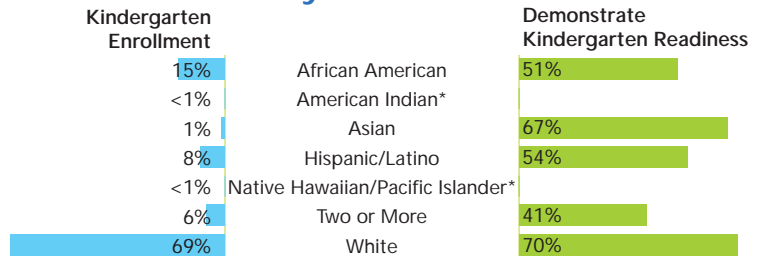 Kindergarten
Enrollment
Demonstrate
Kindergarten Readiness
15% African American 51%
<1% American Indian*
1% Asian 67%
8% Hispanic/Latino 54%
<1% Native Hawaiian/Pacific Islander*
6% Two or More 41%
69% White 70%